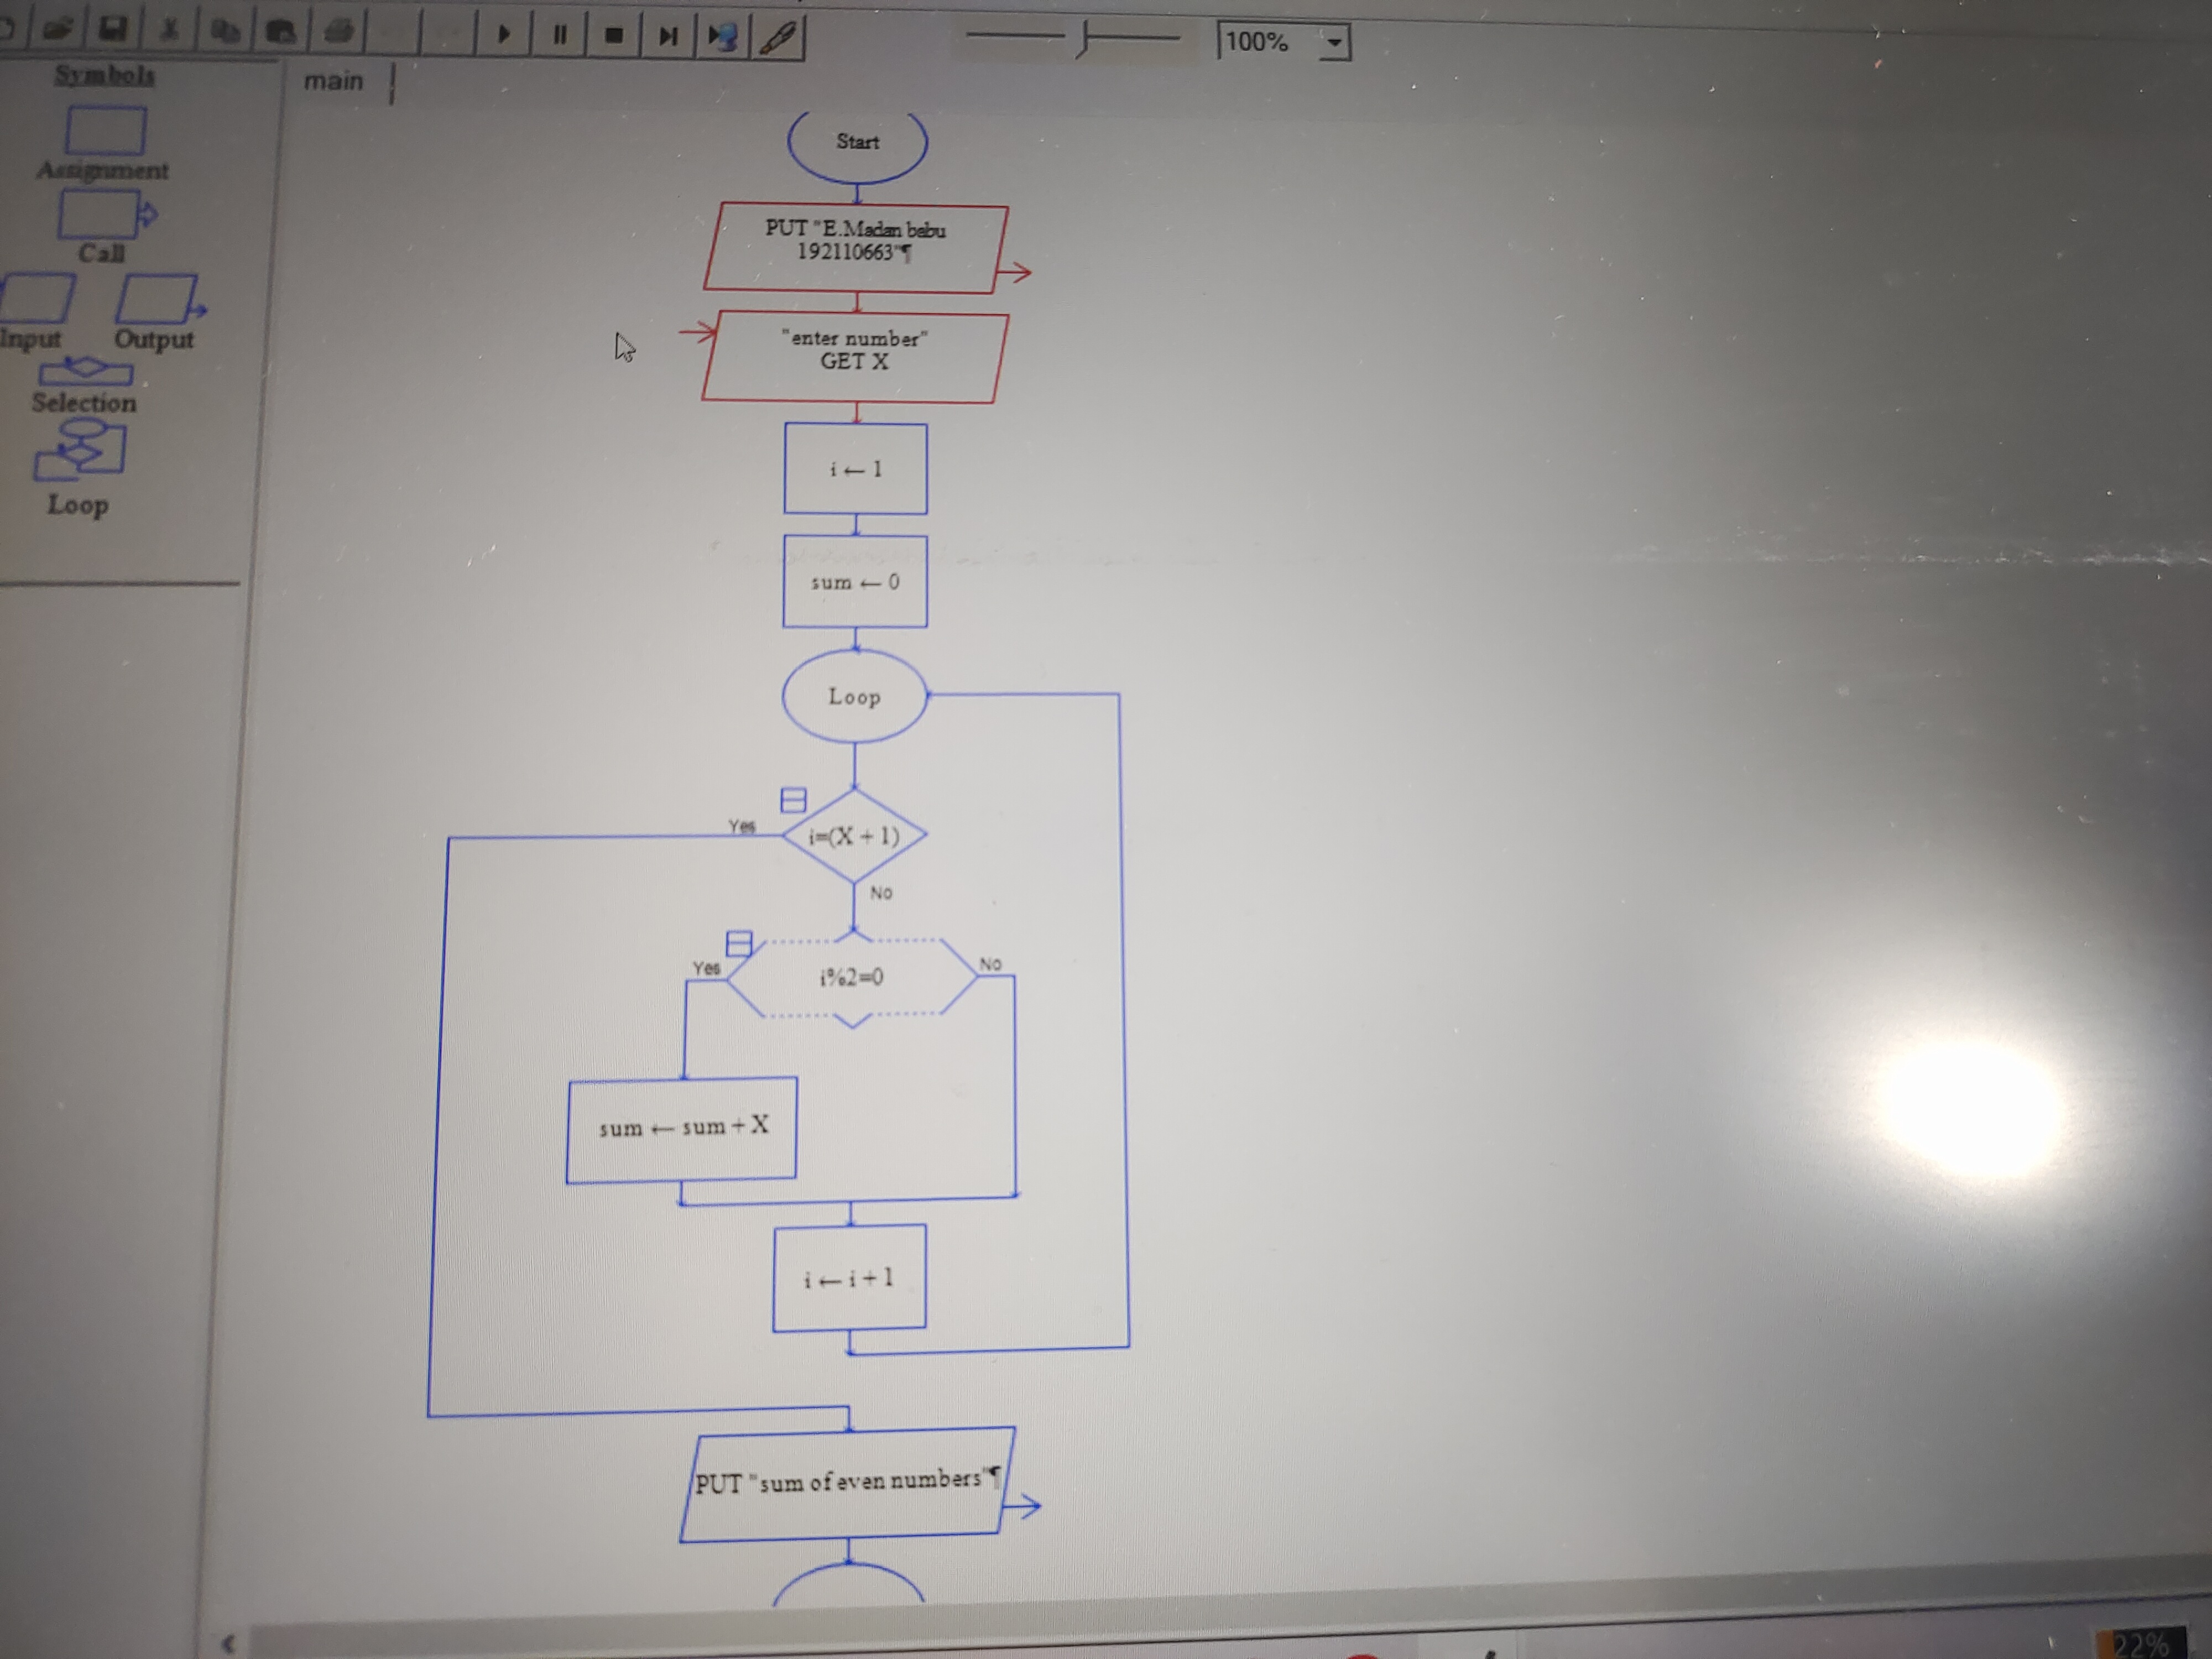 100%
Symbols
main
Assignment
Call
Input Output
Selection
Loop
Start
PUT "E.Madan babu
192110663"¶
"enter number"
GET X
i ← 1
sum ← 0
Loop
Yes
i=(X + 1)
No
Yes
i%2=0
No
sum ← sum + X
i ← i + 1
PUT "sum of even numbers"¶
22%